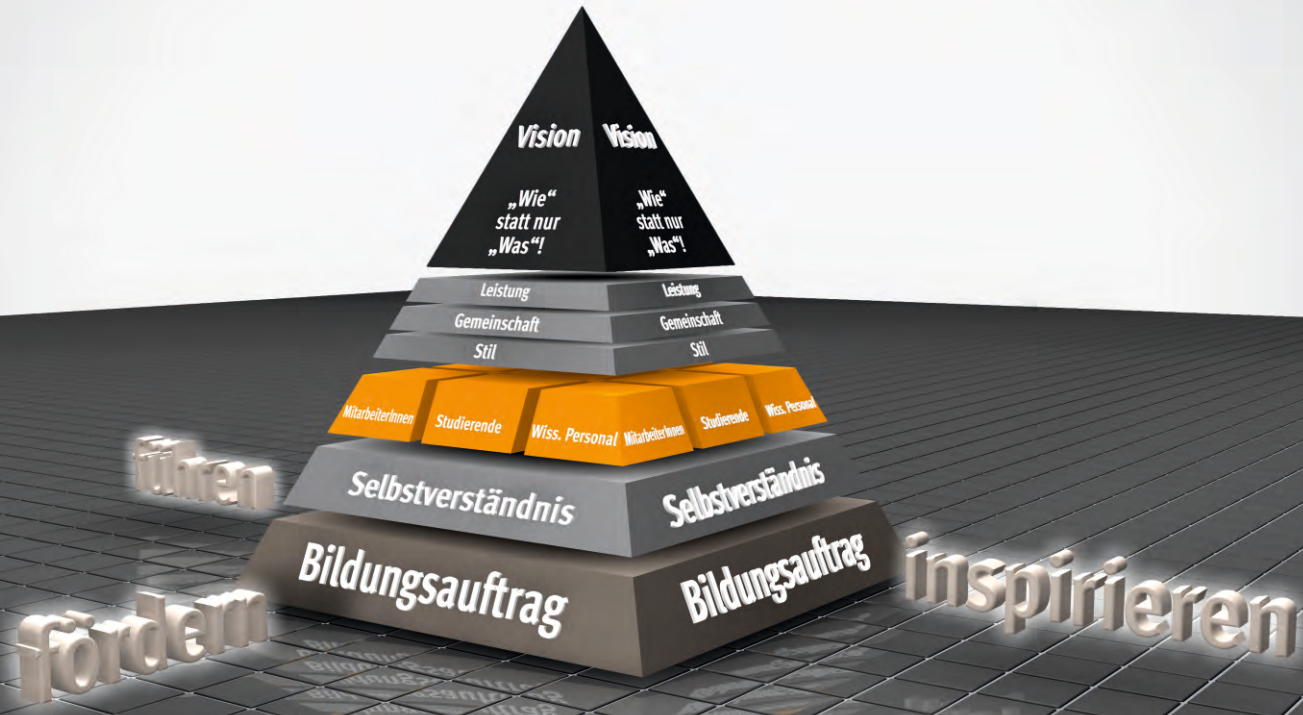 Vision
Vision
„Wie“
statt nur
„Was“!
„Wie“
statt nur
„Was“!
Leistung
Leistung
Gemeinschaft
Gemeinschaft
Stil
Stil
MitarbeiterInnen
Studierende
Wiss. Personal
MitarbeiterInnen
Studierende
Wiss. Personal
führen
Selbstverständnis
Selbstverständnis
Bildungsauftrag
Bildungsauftrag
inspirieren
fördern